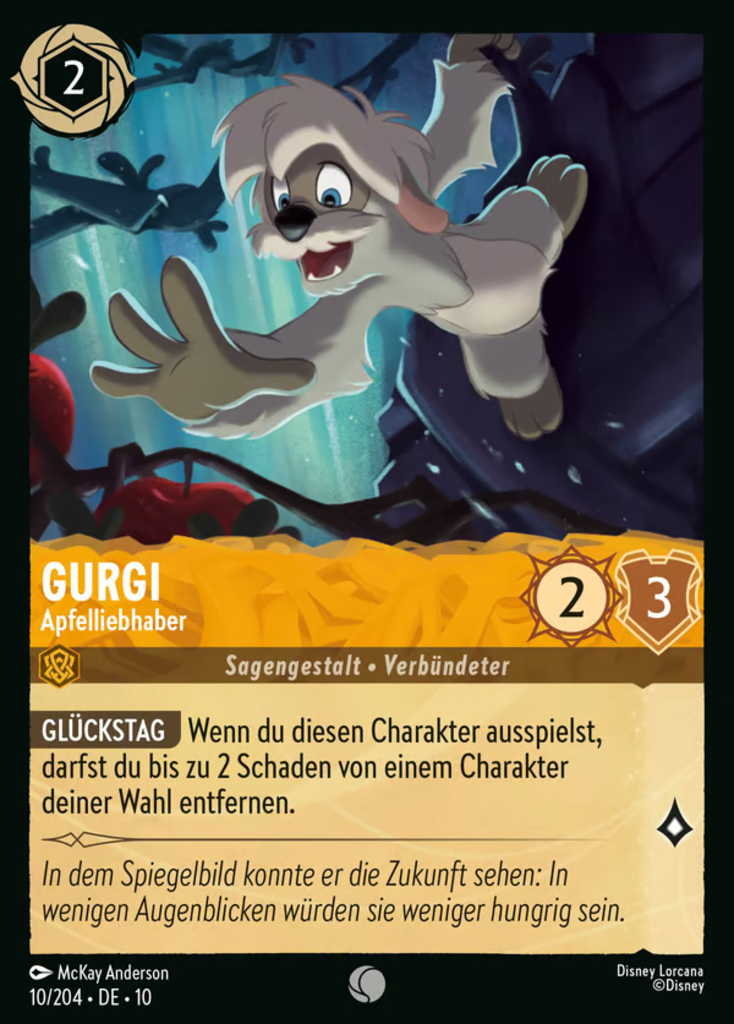 2
GURGI
Apfelliebhaber
2
3
Sagengestalt • Verbündeter
GLÜCKSTAG Wenn du diesen Charakter ausspielst,
darfst du bis zu 2 Schaden von einem Charakter
deiner Wahl entfernen.
In dem Spiegelbild konnte er die Zukunft sehen: In
wenigen Augenblicken würden sie weniger hungrig sein.
McKay Anderson
10/204 • DE • 10
Disney Lorcana
©Disney